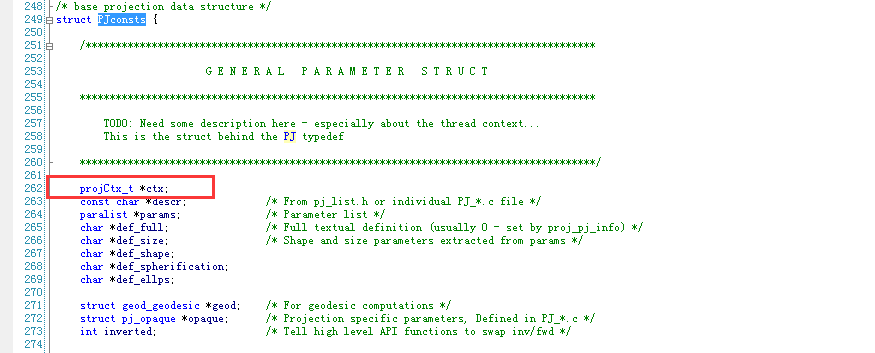 248 /* base projection data structure */
249 struct PJconsts {
250
251 /*************************************************************************************
252
253 G E N E R A L   P A R A M E T E R   S T R U C T
254
255 **************************************************************************************
256
257 TODO: Need some description here - especially about the thread context...
258 This is the struct behind the PJ typedef
259
260 **************************************************************************************/
261
262 projCtx_t *ctx;
263 const char *descr; /* From pj_list.h or individual PJ_*.c file */
264 paralist *params; /* Parameter list */
265 char *def_full; /* Full textual definition (usually 0 - set by proj_pj_info) */
266 char *def_size; /* Shape and size parameters extracted from params */
267 char *def_shape;
268 char *def_spherification;
269 char *def_ellps;
270
271 struct geod_geodesic *geod; /* For geodesic computations */
272 struct pj_opaque *opaque; /* Projection specific parameters, Defined in PJ_*.c */
273 int inverted; /* Tell high level API functions to swap inv/fwd */
274